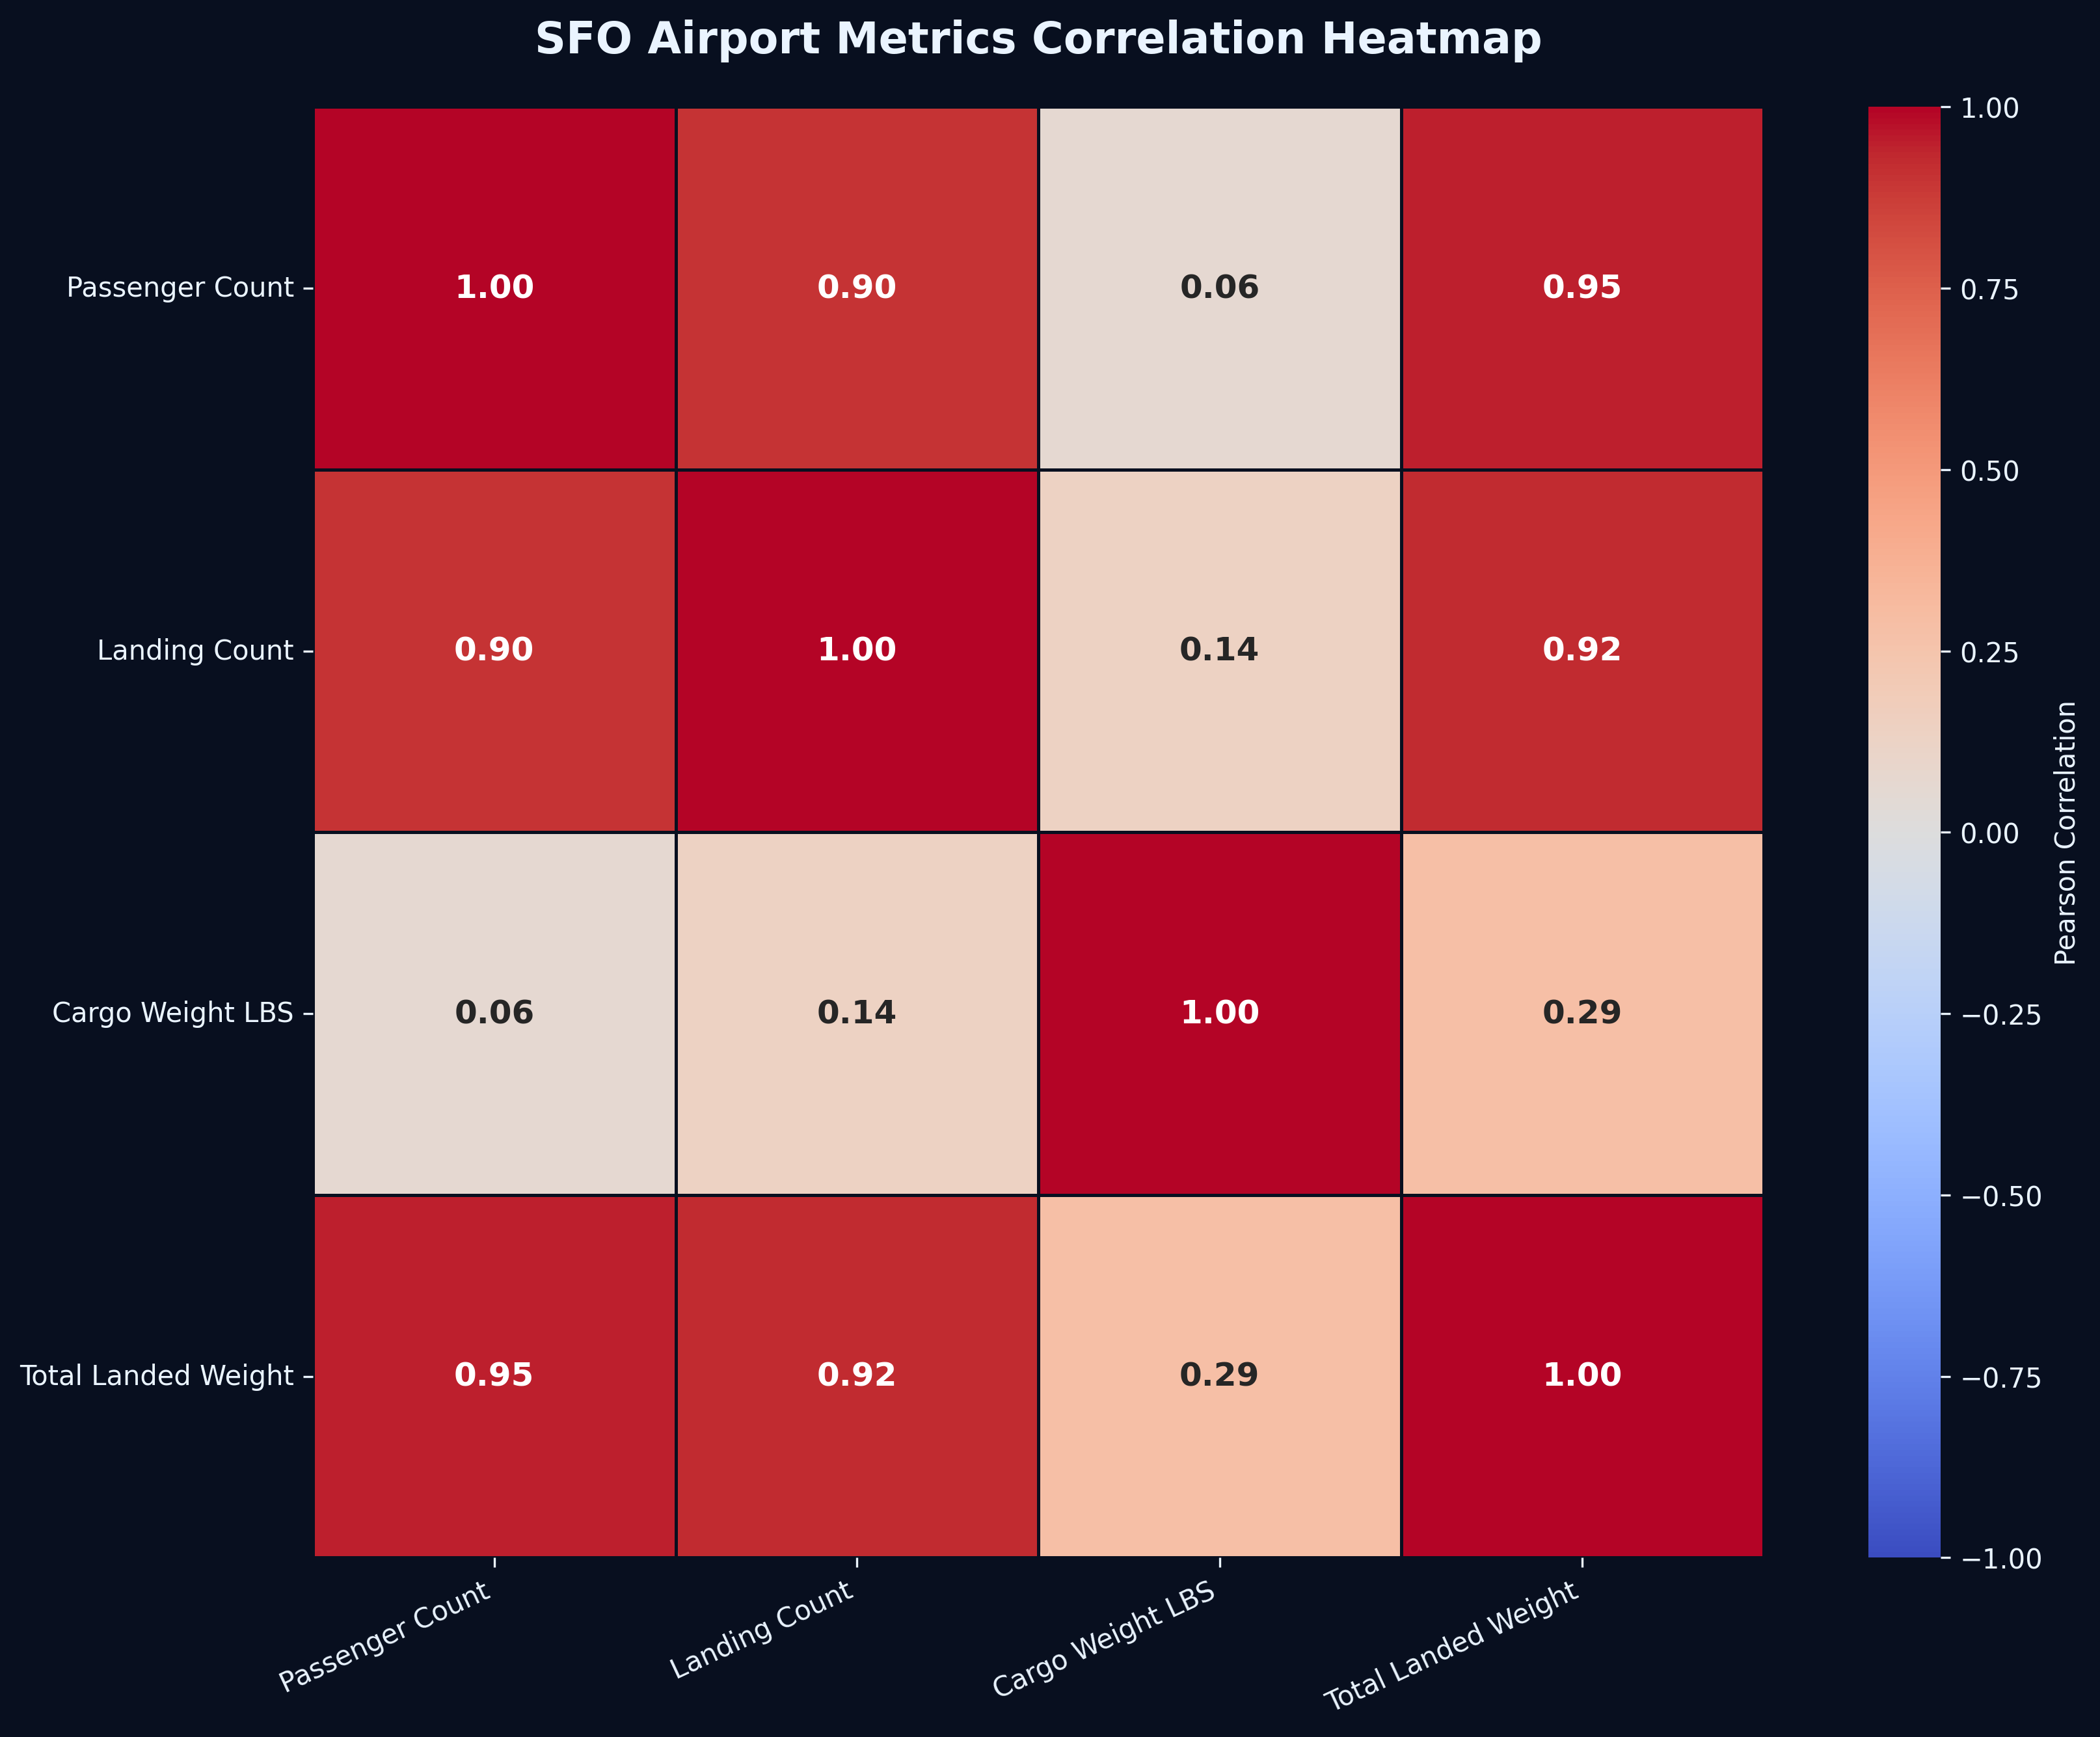 SFO Airport Metrics Correlation Heatmap
Passenger Count
1.00
0.90
0.06
0.95
Landing Count
0.90
1.00
0.14
0.92
Cargo Weight LBS
0.06
0.14
1.00
0.29
Total Landed Weight
0.95
0.92
0.29
1.00
Passenger Count
Landing Count
Cargo Weight LBS
Total Landed Weight
1.00
0.75
0.50
0.25
0.00
−0.25
−0.50
−0.75
−1.00
Pearson Correlation